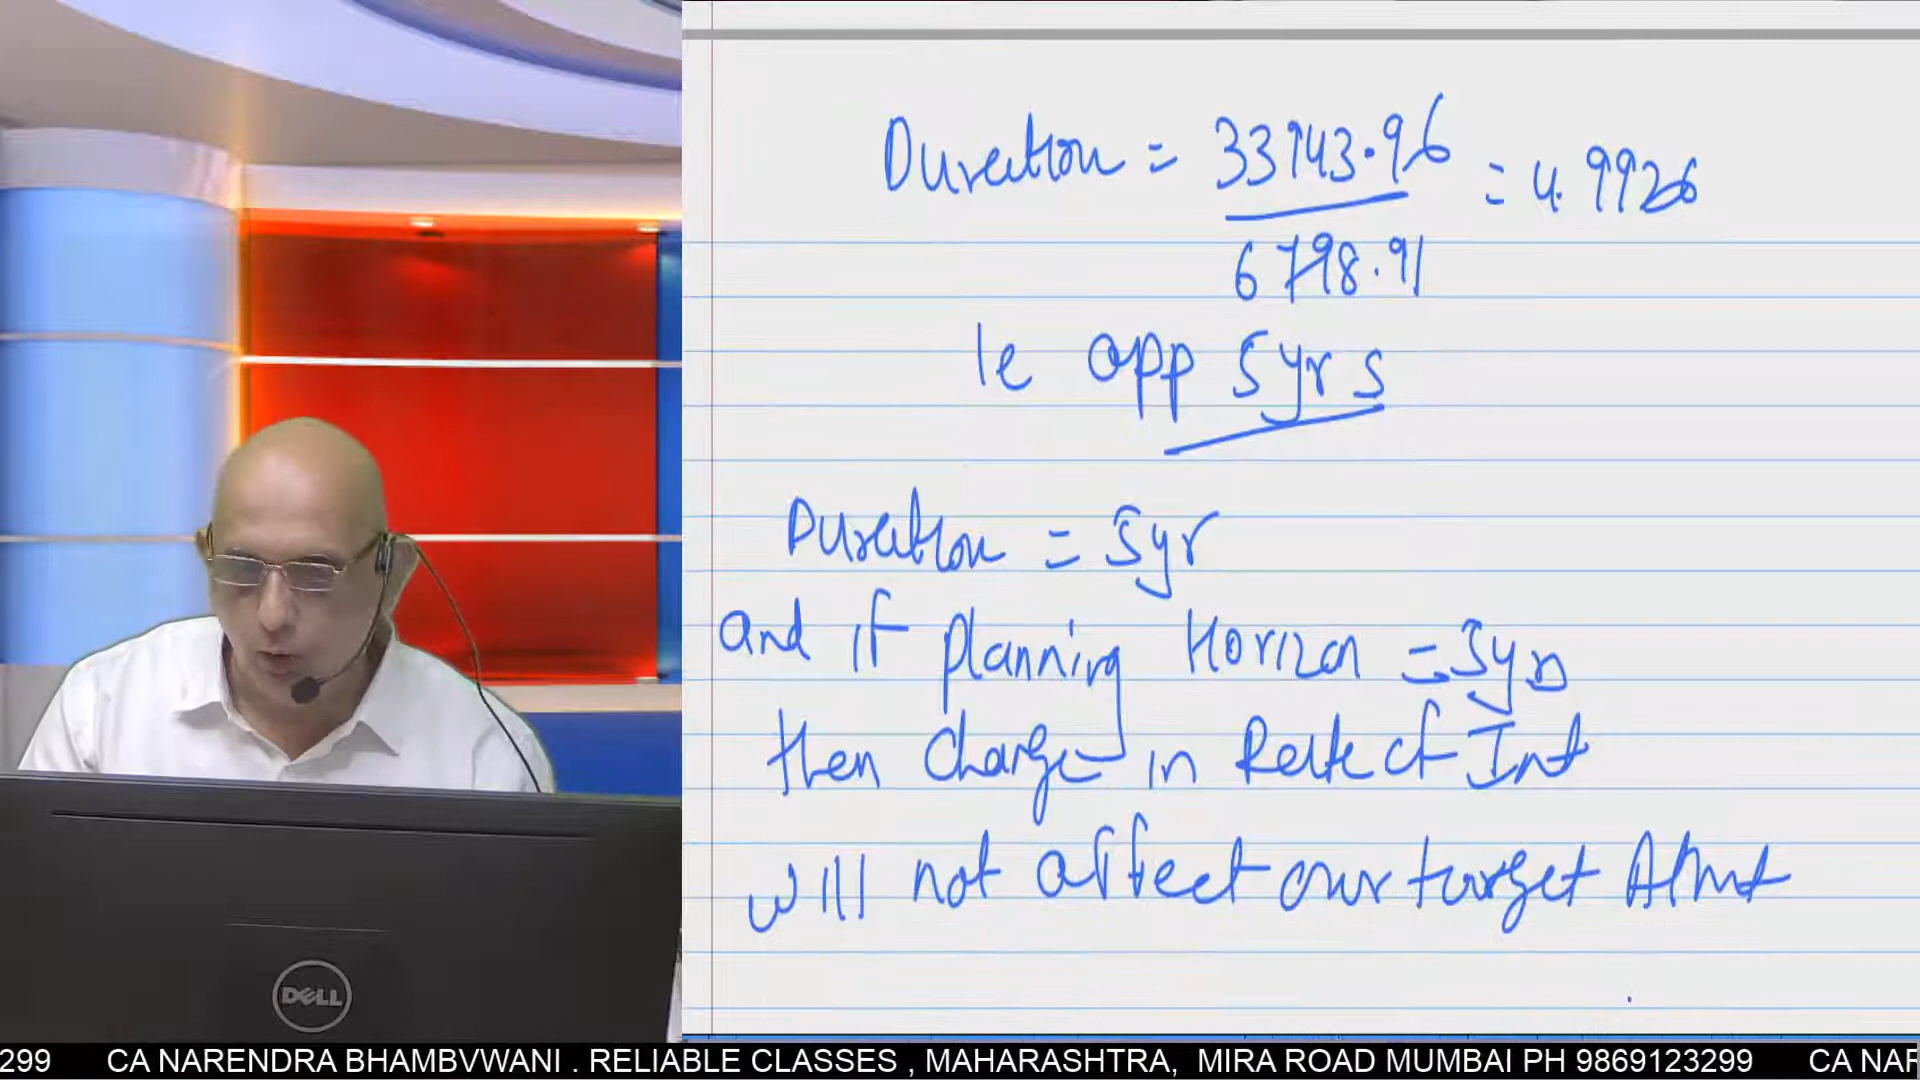 Duration = 33943.96 = 4.9926
6798.91
Ie app 5yrs
Duration = 5yr
and if planning Horizon = 5yrs
then change in Rate of Int
will not affect our target Amt
DELL
299 CA NARENDRA BHAMBVWANI . RELIABLE CLASSES , MAHARASHTRA, MIRA ROAD MUMBAI PH 9869123299 CA NAR